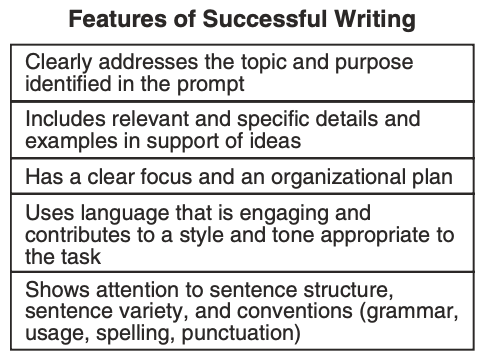 Features of Successful Writing
Clearly addresses the topic and purpose
identified in the prompt
Includes relevant and specific details and
examples in support of ideas
Has a clear focus and an organizational plan
Uses language that is engaging and
contributes to a style and tone appropriate to
the task
Shows attention to sentence structure,
sentence variety, and conventions (grammar,
usage, spelling, punctuation)